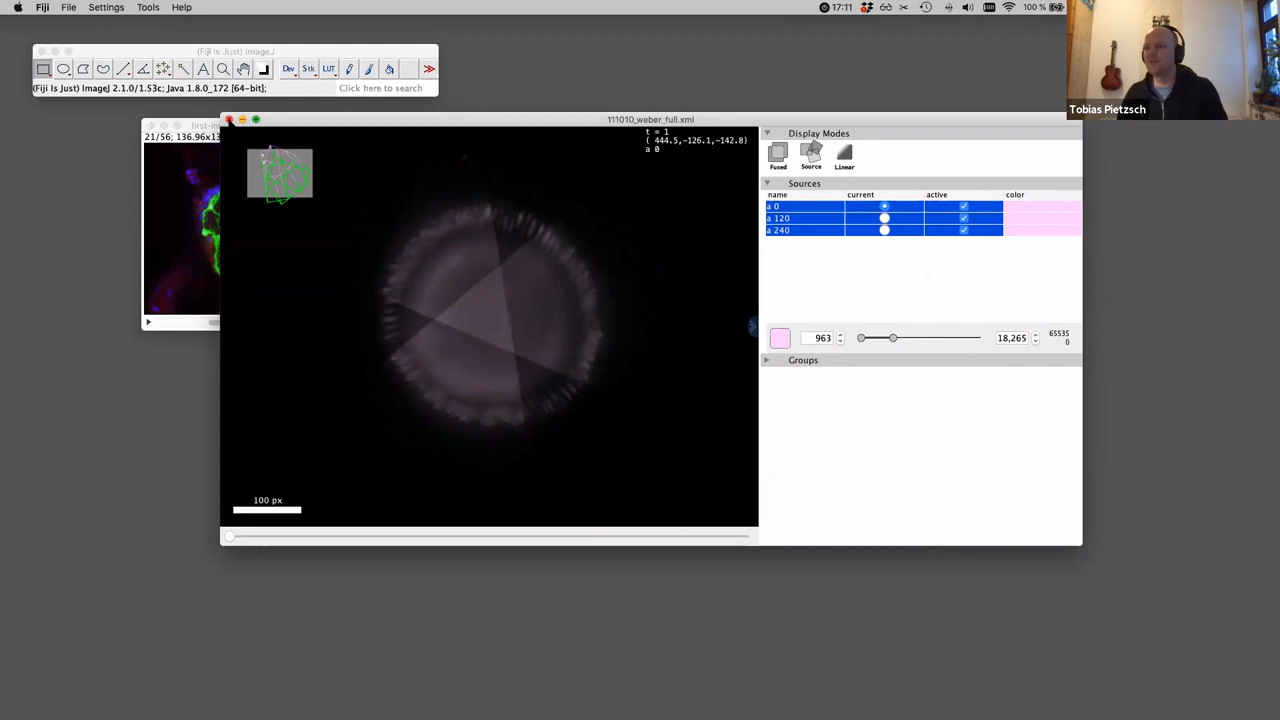 Fiji File Settings Tools Help
17:11
100 %
(Fiji Is Just) ImageJ
Dev Stk LUT
(Fiji Is Just) ImageJ 2.1.0/1.53c; Java 1.8.0_172 [64-bit];
Click here to search
Tobias Pietzsch
111010_weber_full.xml
21/56; 136.96x13
t = 1
( 444.5,-126.1,-142.8)
a 0
Display Modes
Fused Source Linear
Sources
name current active color
a 0
a 120
a 240
963
18,265
65535
0
Groups
100 px